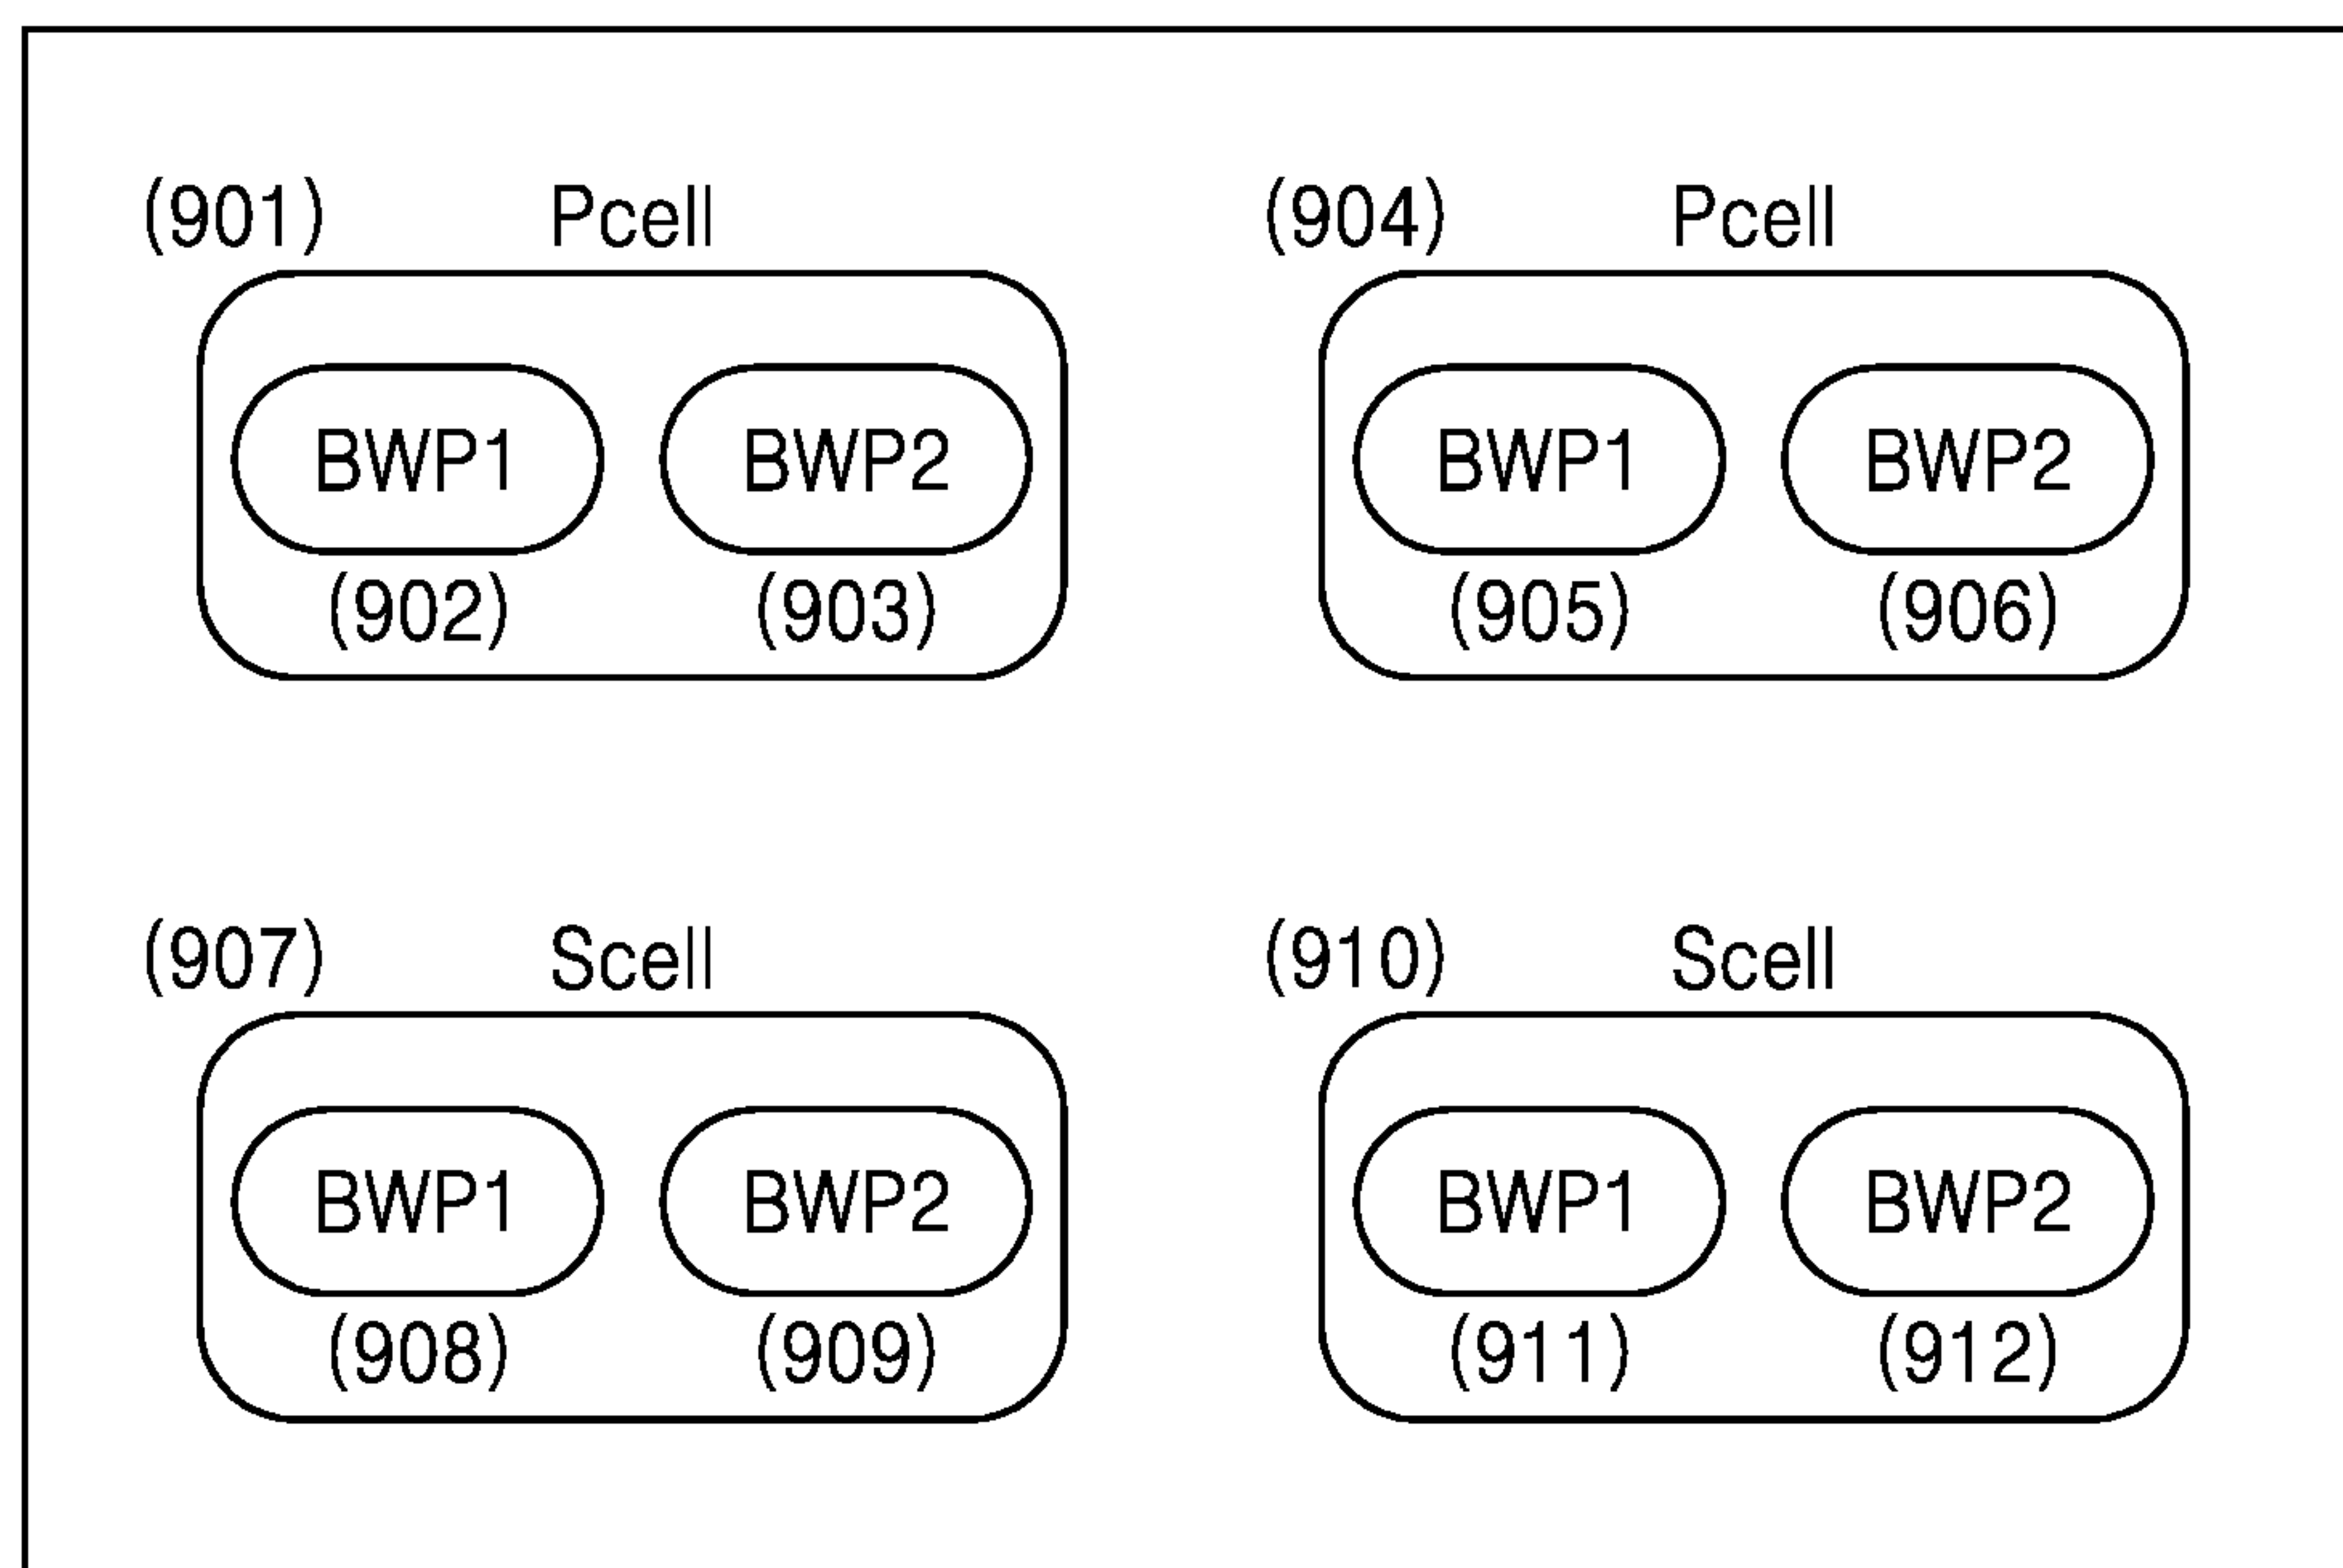 (901) Pcell (904) Pcell
BWP1 BWP2 BWP1 BWP2
(902) (903) (905) (906)
(907) Scell (910) Scell
BWP1 BWP2 BWP1 BWP2
(908) (909) (911) (912)